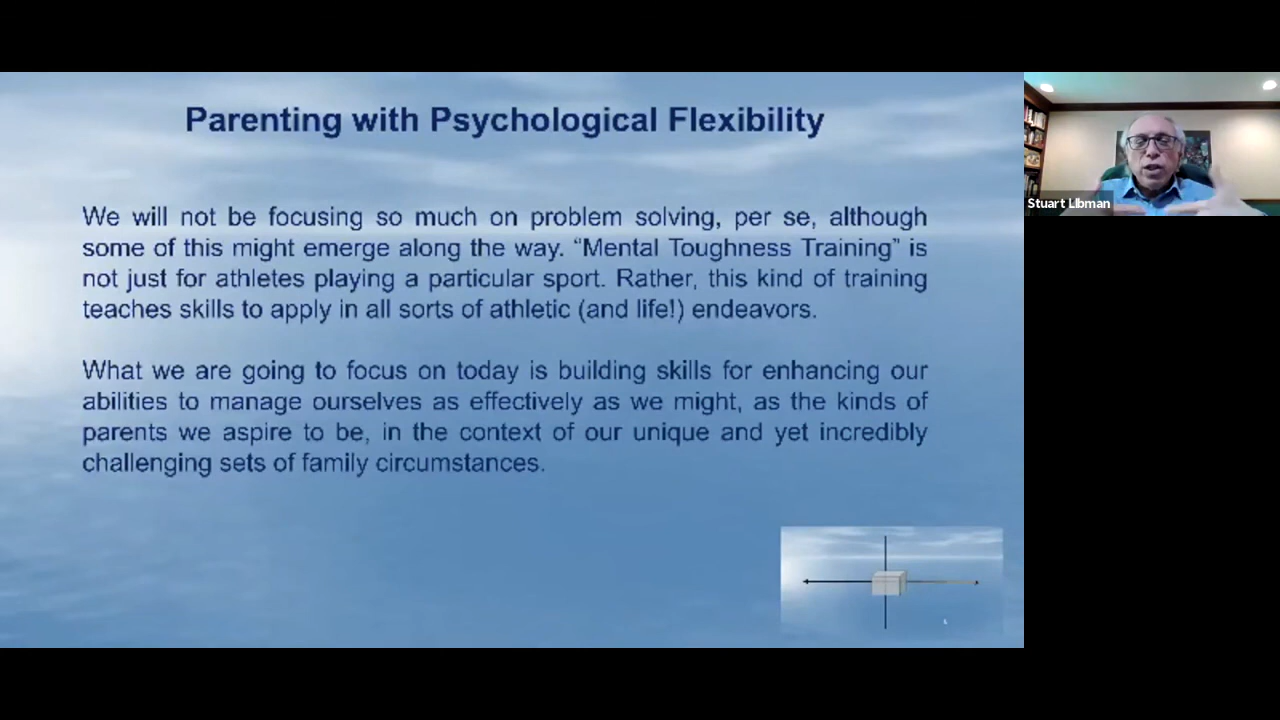 Parenting with Psychological Flexibility
We will not be focusing so much on problem solving, per se, although
some of this might emerge along the way. “Mental Toughness Training” is
not just for athletes playing a particular sport. Rather, this kind of training
teaches skills to apply in all sorts of athletic (and life!) endeavors.
What we are going to focus on today is building skills for enhancing our
abilities to manage ourselves as effectively as we might, as the kinds of
parents we aspire to be, in the context of our unique and yet incredibly
challenging sets of family circumstances.
Stuart Libman